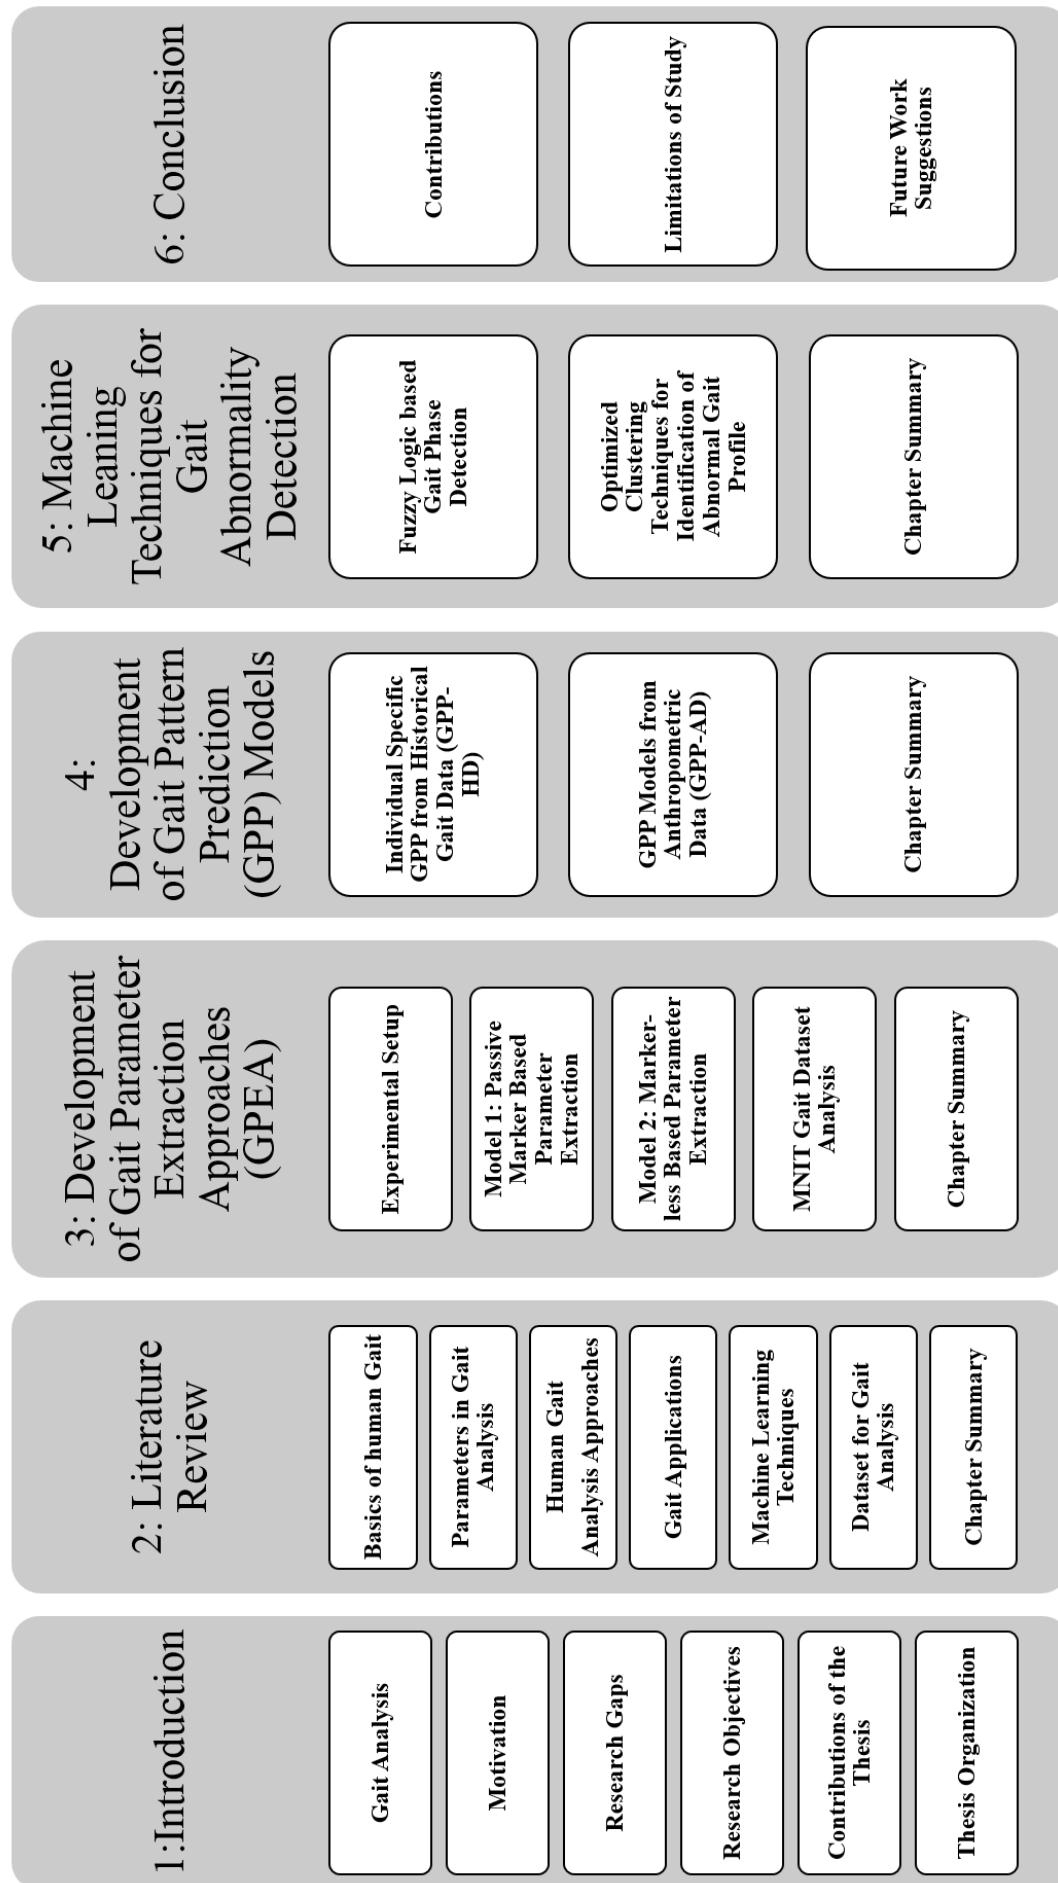 1:Introduction
Gait Analysis
Motivation
Research Gaps
Research Objectives
Contributions of the
Thesis
Thesis Organization
2: Literature
Review
Basics of human Gait
Parameters in Gait
Analysis
Human Gait
Analysis Approaches
Gait Applications
Machine Learning
Techniques
Dataset for Gait
Analysis
Chapter Summary
3: Development
of Gait Parameter
Extraction
Approaches
(GPEA)
Experimental Setup
Model 1: Passive
Marker Based
Parameter
Extraction
Model 2: Marker-
less Based Parameter
Extraction
MNIT Gait Dataset
Analysis
Chapter Summary
4:
Development
of Gait Pattern
Prediction
(GPP) Models
Individual Specific
GPP from Historical
Gait Data (GPP-
HD)
GPP Models from
Anthropometric
Data (GPP-AD)
Chapter Summary
5: Machine
Leaning
Techniques for
Gait
Abnormality
Detection
Fuzzy Logic based
Gait Phase
Detection
Optimized
Clustering
Techniques for
Identification of
Abnormal Gait
Profile
Chapter Summary
6: Conclusion
Contributions
Limitations of Study
Future Work
Suggestions